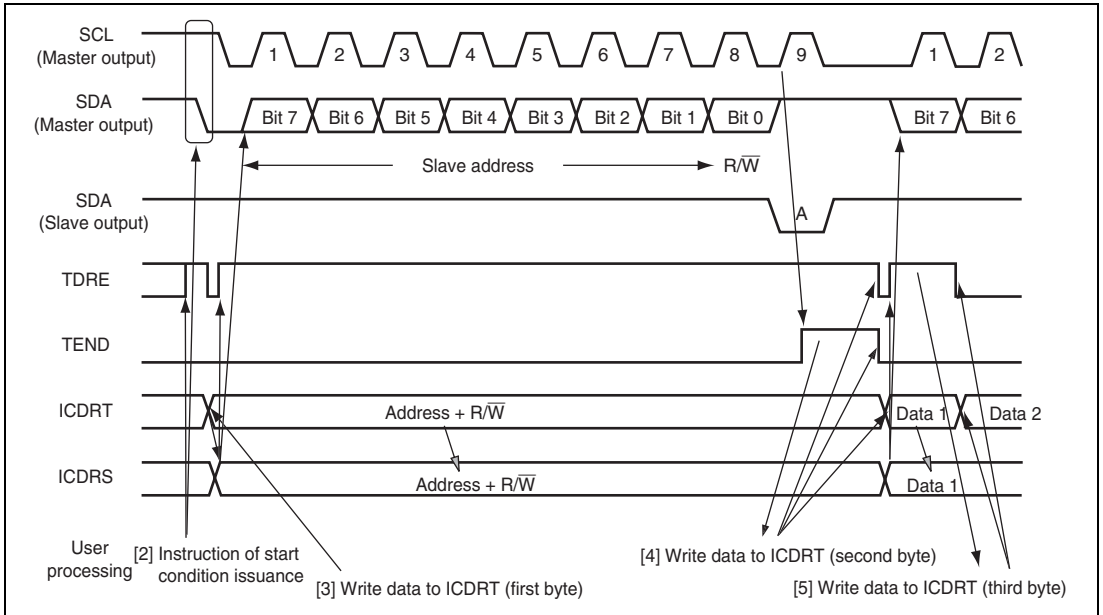 SCL
(Master output)
1 2 3 4 5 6 7 8 9 1 2
SDA
(Master output)
Bit 7 Bit 6 Bit 5 Bit 4 Bit 3 Bit 2 Bit 1 Bit 0 Bit 7 Bit 6
Slave address R/W̅
SDA
(Slave output)
A
TDRE
TEND
ICDRT
Address + R/W̅ Data 1 Data 2
ICDRS
Address + R/W̅ Data 1
User
processing
[2] Instruction of start
condition issuance
[3] Write data to ICDRT (first byte)
[4] Write data to ICDRT (second byte)
[5] Write data to ICDRT (third byte)